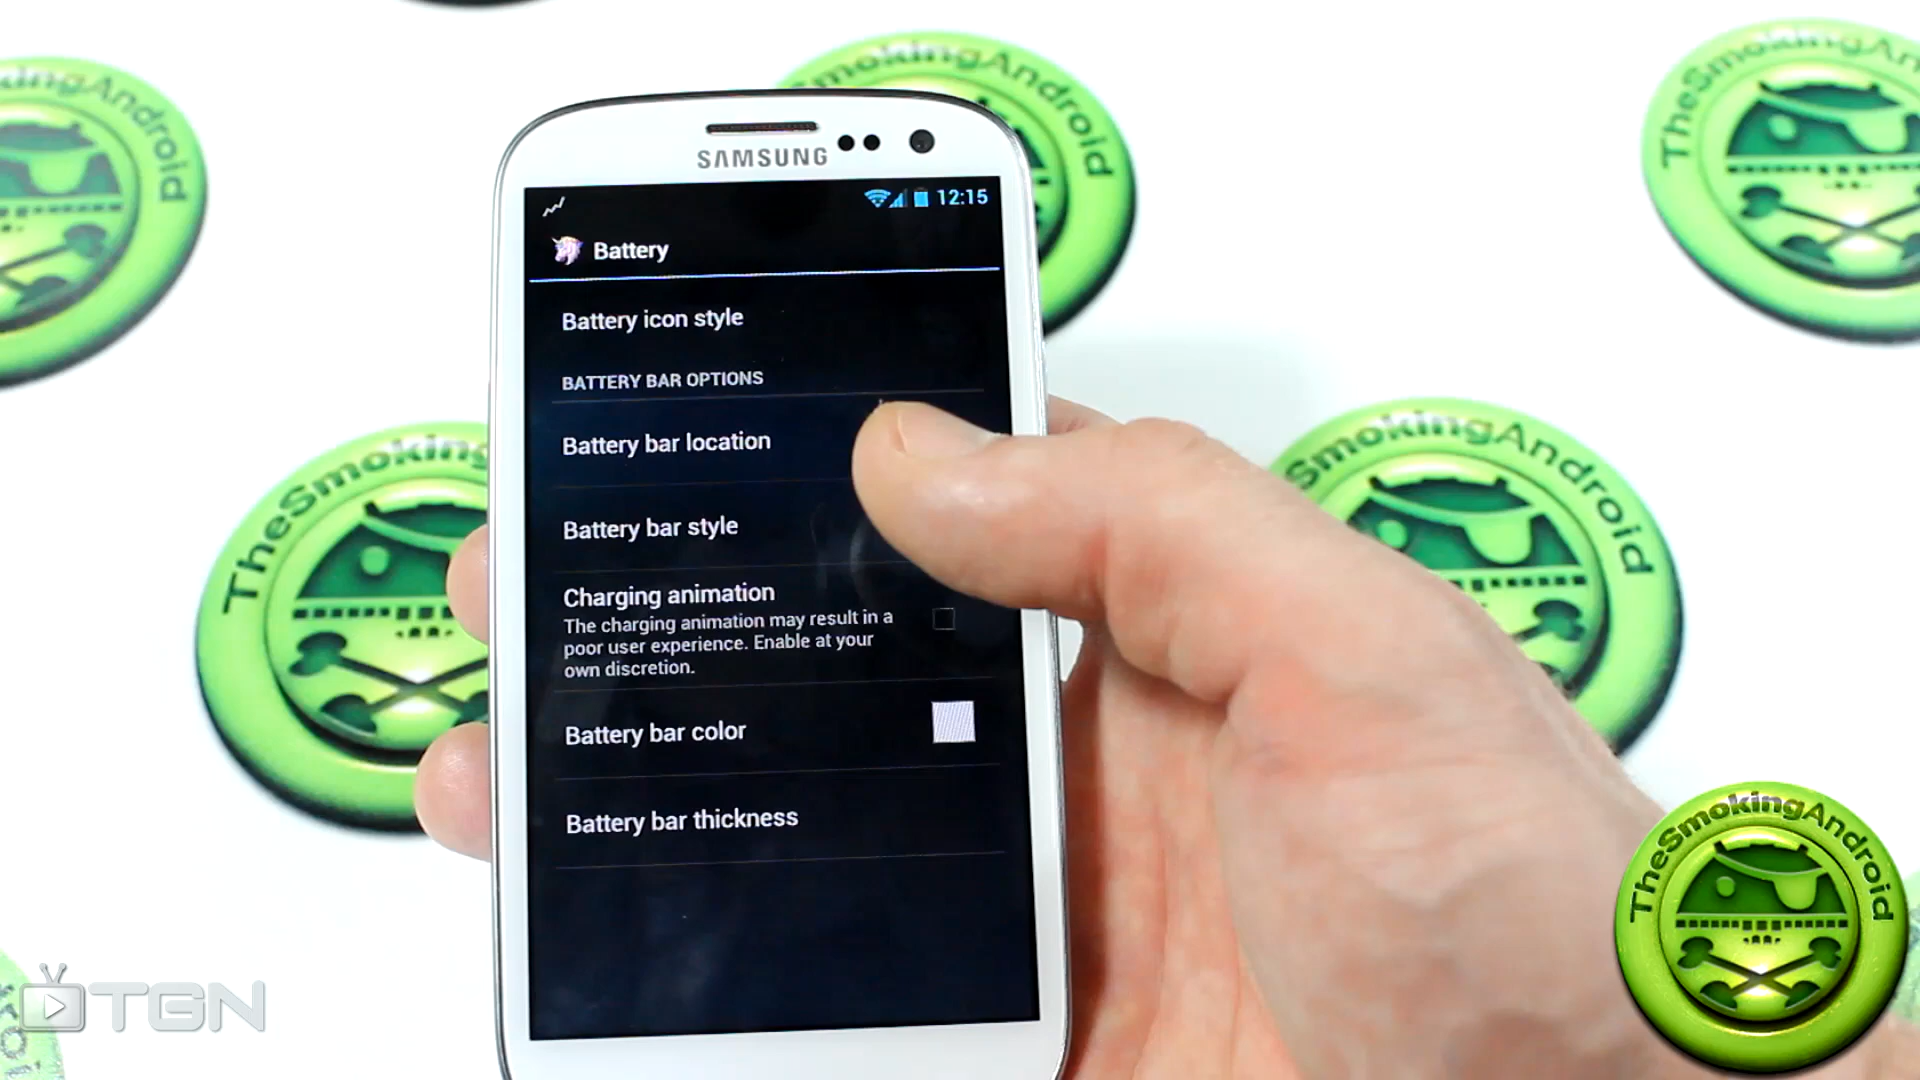 TheSmokingAndroid
TheSmokingAndroid
SAMSUNG
12:15
Battery
Battery icon style
BATTERY BAR OPTIONS
Battery bar location
Battery bar style
Charging animation
The charging animation may result in a
poor user experience. Enable at your
own discretion.
Battery bar color
Battery bar thickness
TheSmoking
SmokingAndroid
TheSmokingAndroid
TGN